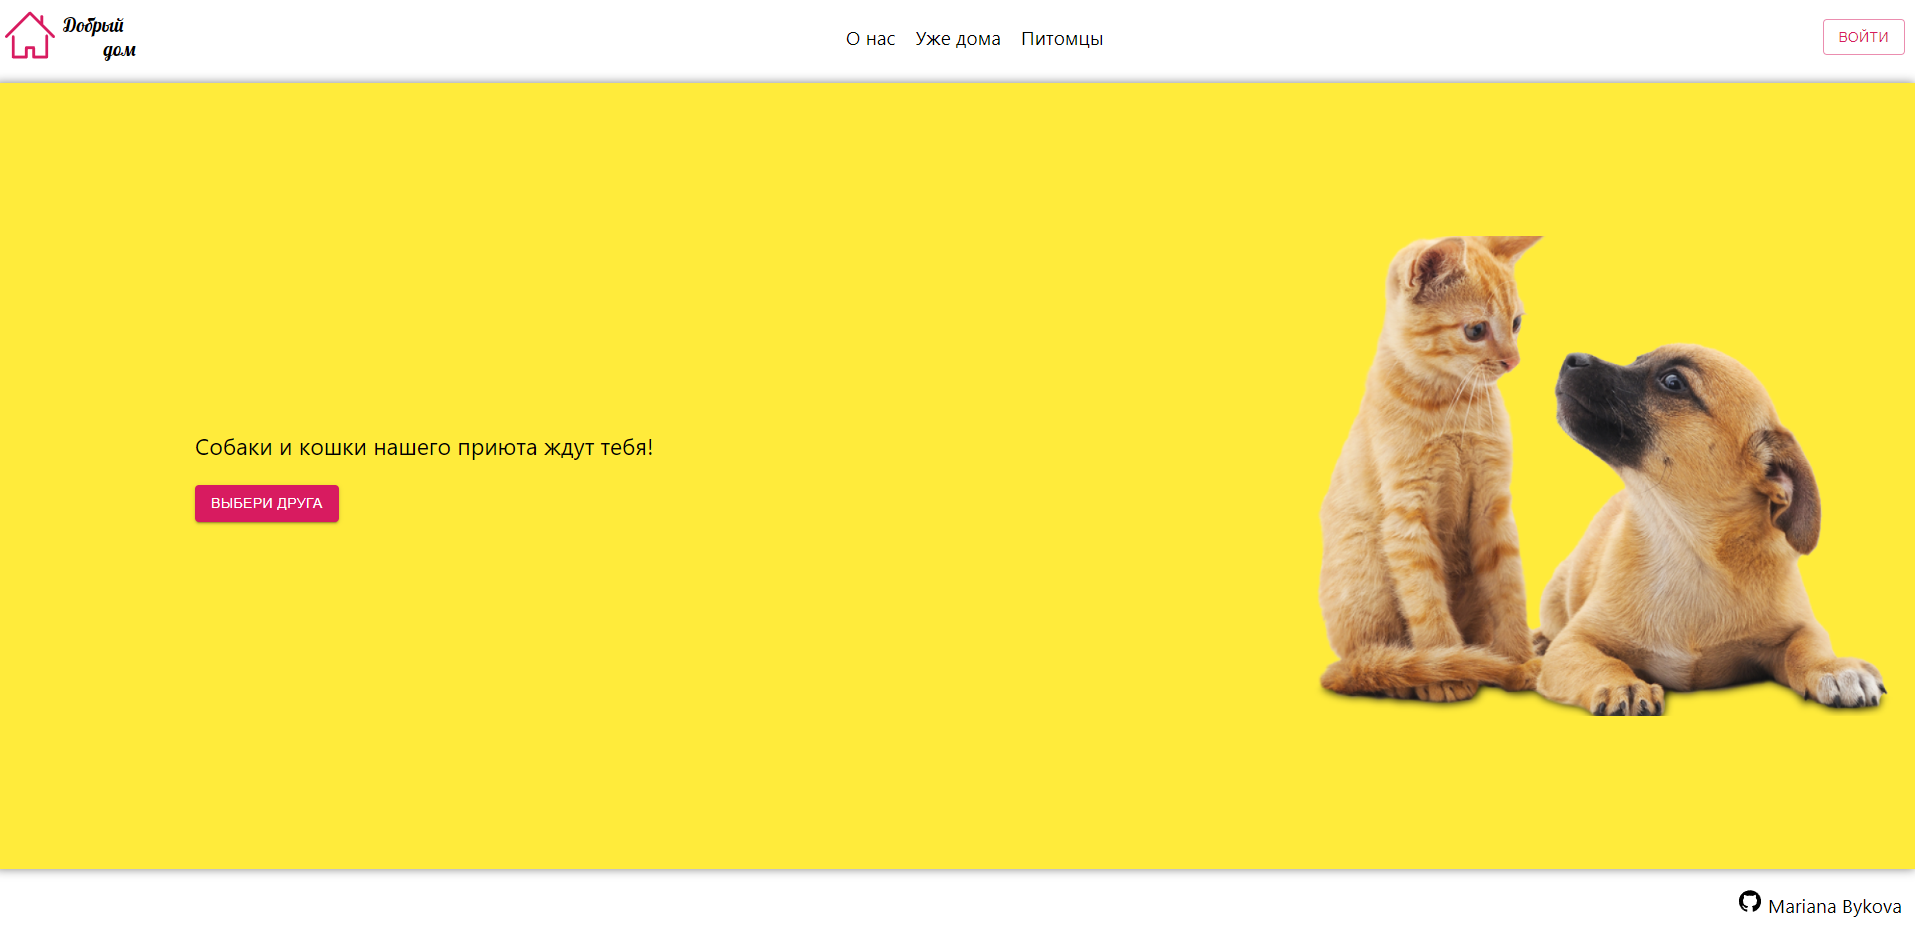 Добрый
дом
О нас Уже дома Питомцы
ВОЙТИ
Собаки и кошки нашего приюта ждут тебя!
ВЫБЕРИ ДРУГА
Mariana Bykova